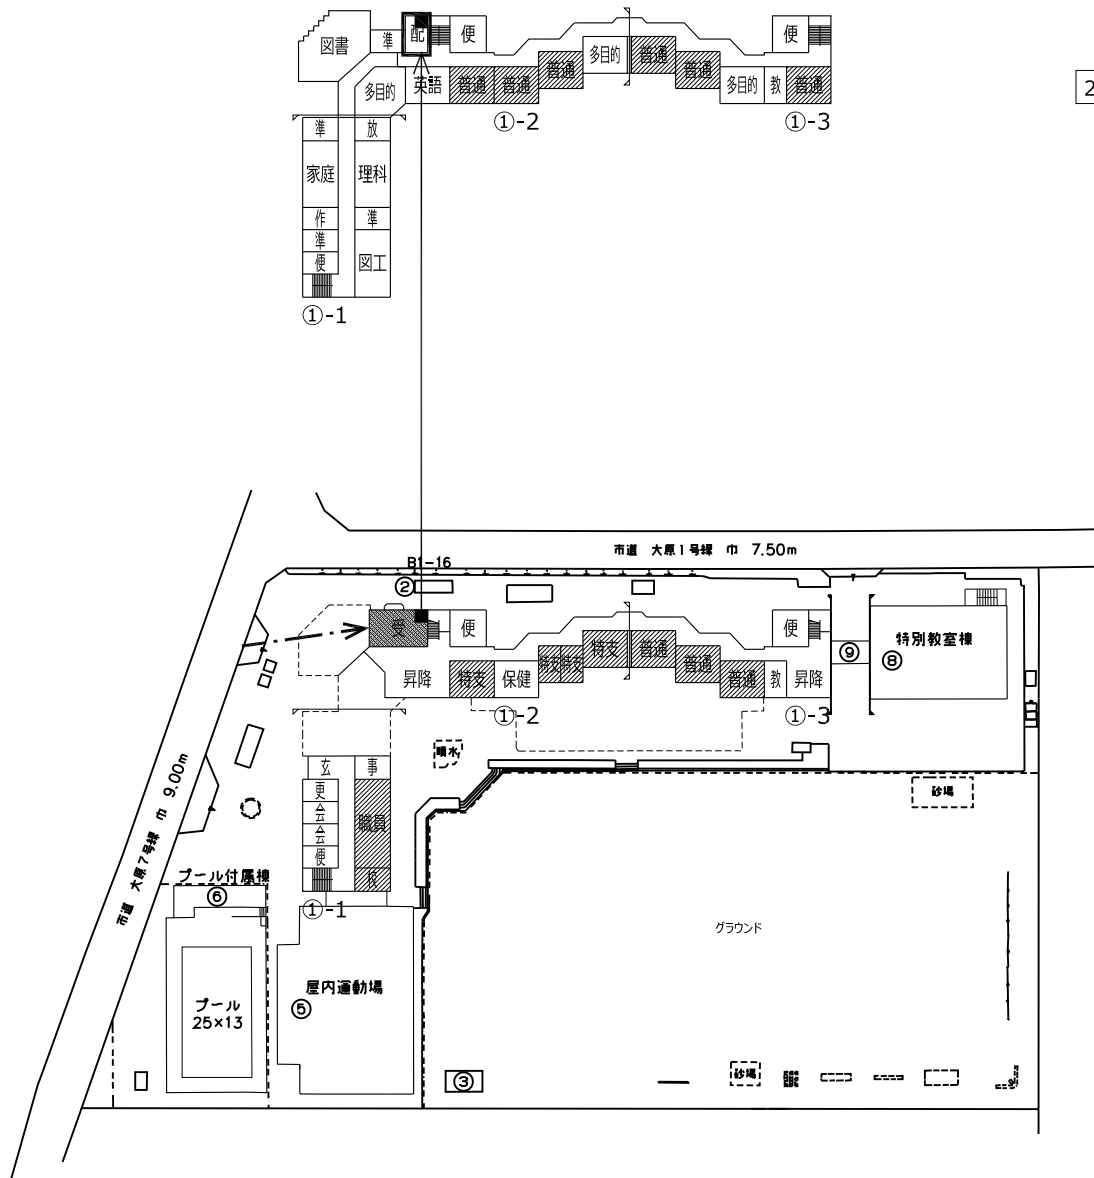 図書
準
配
便
多目的
普通
便
多目的
英語
普通
普通
普通
普通
多目的
教
普通
①-2
①-3
2
準
放
家庭
理科
作
準
準
便
図工
①-1
市道 大原1号線 巾 7.50m
B1-16
②
受
便
特支
普通
便
特別教室棟
⑨
⑧
昇降
特支
保健
特支
特支
普通
普通
教
昇降
①-2
①-3
噴水
玄
事
更
会
職員
会
便
校
砂場
市道 大原7号線 巾 9.00m
プール付属棟
⑥
①-1
グラウンド
屋内運動場
⑤
プール
25×13
③
砂場